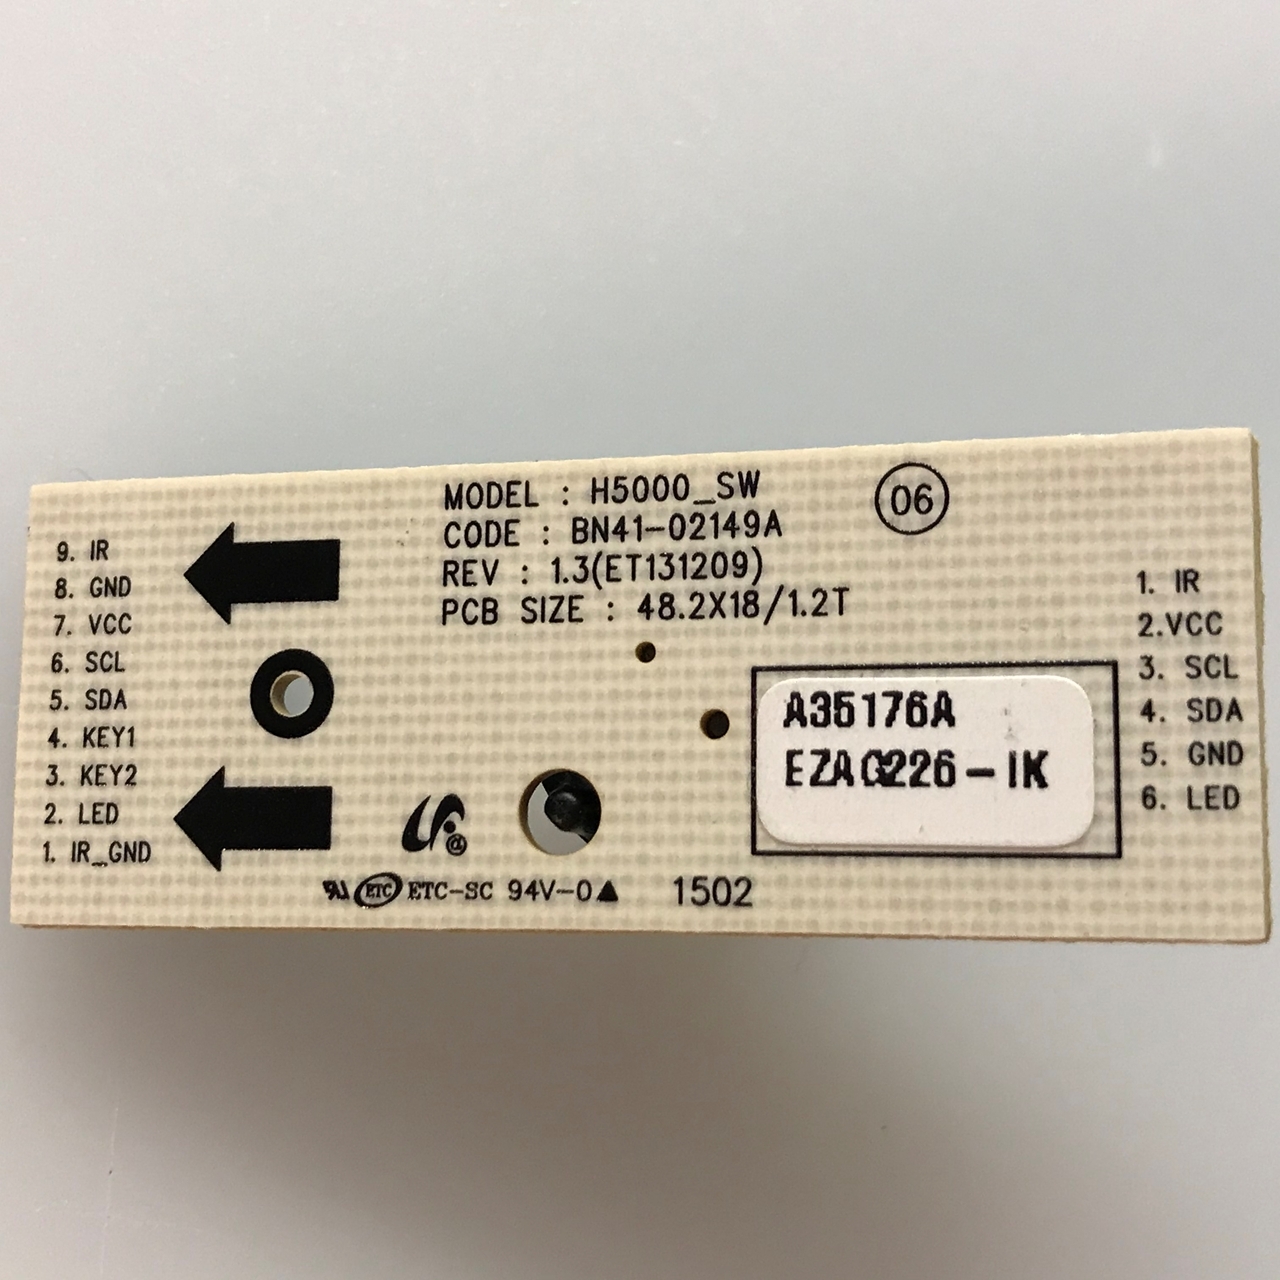 MODEL : H5000_SW
06
CODE : BN41-02149A
REV : 1.3(ET131209)
PCB SIZE : 48.2X18/1.2T
9. IR
8. GND
7. VCC
6. SCL
5. SDA
4. KEY1
3. KEY2
2. LED
1. IR_GND
A35176A
EZAG226-IK
1. IR
2.VCC
3. SCL
4. SDA
5. GND
6. LED
@
ETC ETC-SC 94V-0 1502